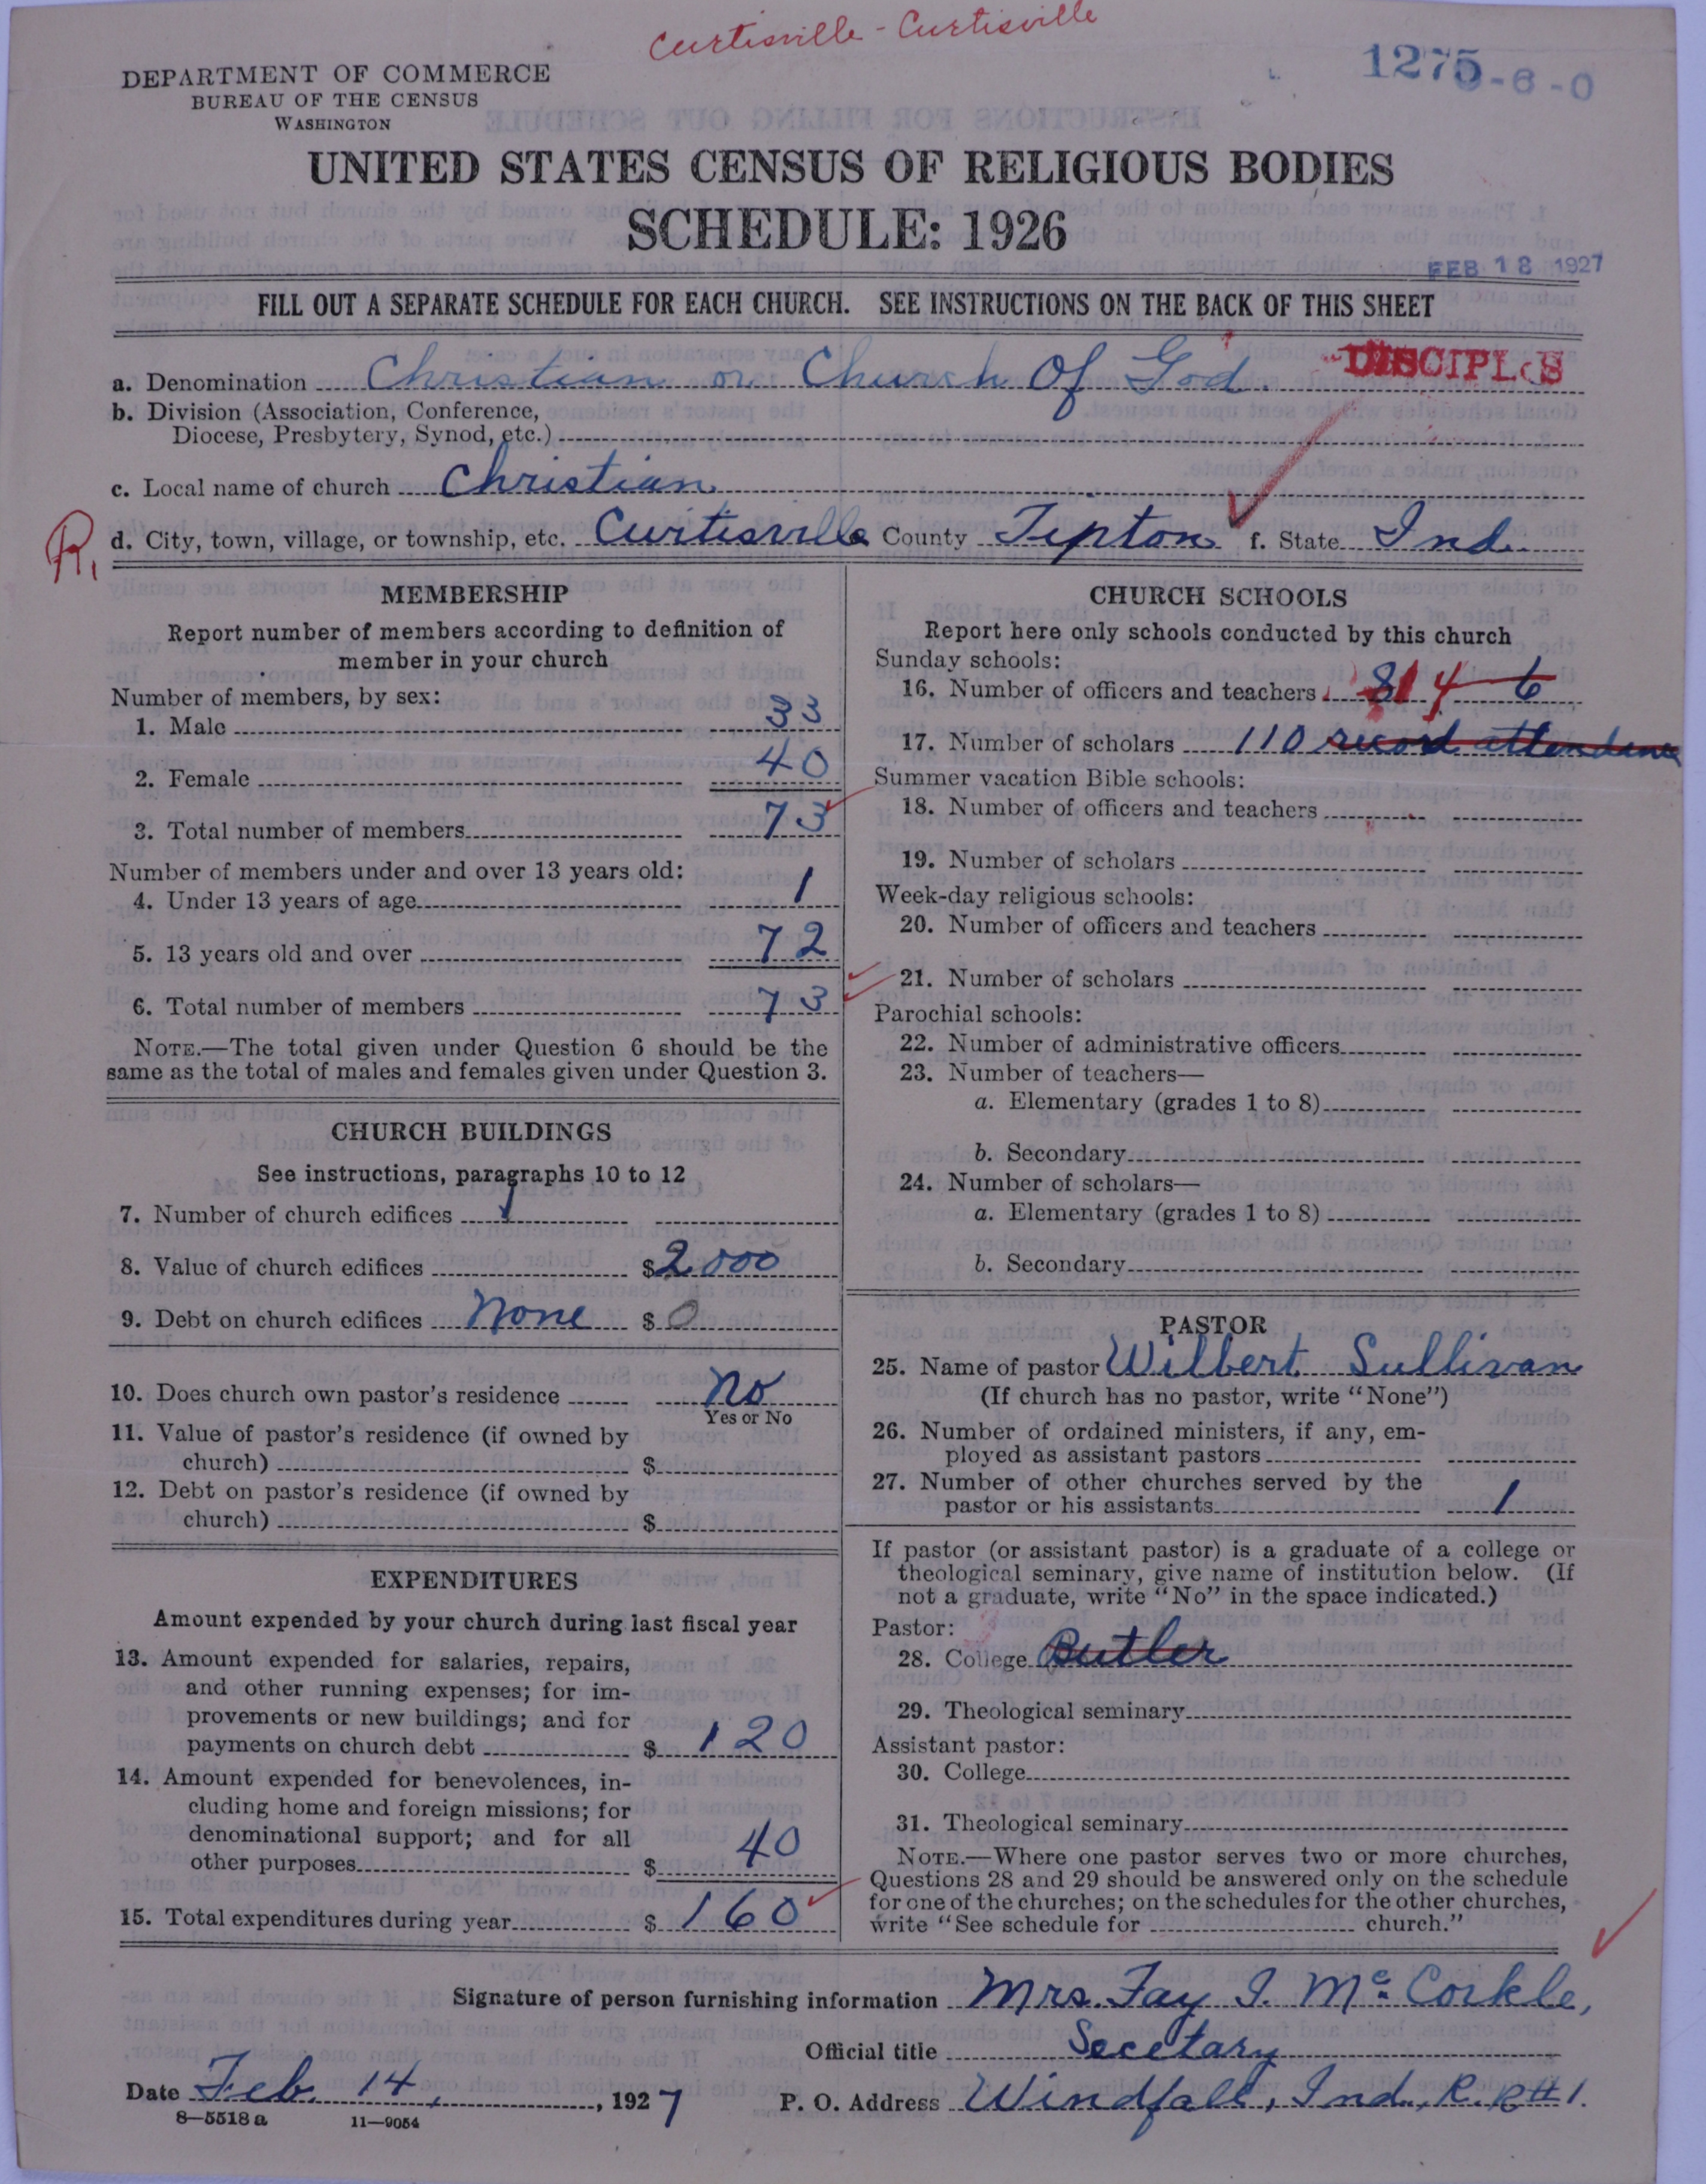 Curtisville - Curtisville
1275-6-0
DEPARTMENT OF COMMERCE
BUREAU OF THE CENSUS
WASHINGTON
UNITED STATES CENSUS OF RELIGIOUS BODIES
SCHEDULE: 1926
FEB 18 1927
FILL OUT A SEPARATE SCHEDULE FOR EACH CHURCH. SEE INSTRUCTIONS ON THE BACK OF THIS SHEET
a. Denomination Christian or Church Of God. DISCIPLES
b. Division (Association, Conference,
Diocese, Presbytery, Synod, etc.)
c. Local name of church Christian
R. d. City, town, village, or township, etc. Curtisville County Tipton f. State Ind.
MEMBERSHIP
Report number of members according to definition of
member in your church
Number of members, by sex:
1. Male 33
2. Female 40
3. Total number of members 73
Number of members under and over 13 years old:
4. Under 13 years of age 1
5. 13 years old and over 72
6. Total number of members 73
NOTE.—The total given under Question 6 should be the
same as the total of males and females given under Question 3.
CHURCH BUILDINGS
See instructions, paragraphs 10 to 12
7. Number of church edifices 1
8. Value of church edifices $2000
9. Debt on church edifices None $0
10. Does church own pastor's residence No
Yes or No
11. Value of pastor's residence (if owned by
church) $
12. Debt on pastor's residence (if owned by
church) $
EXPENDITURES
Amount expended by your church during last fiscal year
13. Amount expended for salaries, repairs,
and other running expenses; for im-
provements or new buildings; and for
payments on church debt $ 120
14. Amount expended for benevolences, in-
cluding home and foreign missions; for
denominational support; and for all
other purposes $ 40
15. Total expenditures during year $ 160
CHURCH SCHOOLS
Report here only schools conducted by this church
Sunday schools:
16. Number of officers and teachers 4 6
17. Number of scholars 110 record attendance
Summer vacation Bible schools:
18. Number of officers and teachers
19. Number of scholars
Week-day religious schools:
20. Number of officers and teachers
21. Number of scholars
Parochial schools:
22. Number of administrative officers
23. Number of teachers—
a. Elementary (grades 1 to 8)
b. Secondary
24. Number of scholars—
a. Elementary (grades 1 to 8)
b. Secondary
PASTOR
25. Name of pastor Wilbert Sullivan
(If church has no pastor, write "None")
26. Number of ordained ministers, if any, em-
ployed as assistant pastors
27. Number of other churches served by the
pastor or his assistants 1
If pastor (or assistant pastor) is a graduate of a college or
theological seminary, give name of institution below. (If
not a graduate, write "No" in the space indicated.)
Pastor:
28. College Butler
29. Theological seminary
Assistant pastor:
30. College
31. Theological seminary
NOTE.—Where one pastor serves two or more churches,
Questions 28 and 29 should be answered only on the schedule
for one of the churches; on the schedules for the other churches,
write "See schedule for church."
Signature of person furnishing information Mrs. Fay I. McCorkle,
Official title Secetary
Date Feb. 14, 1927 P. O. Address Windfall, Ind., R. R#1.
8—5518a 11—9054